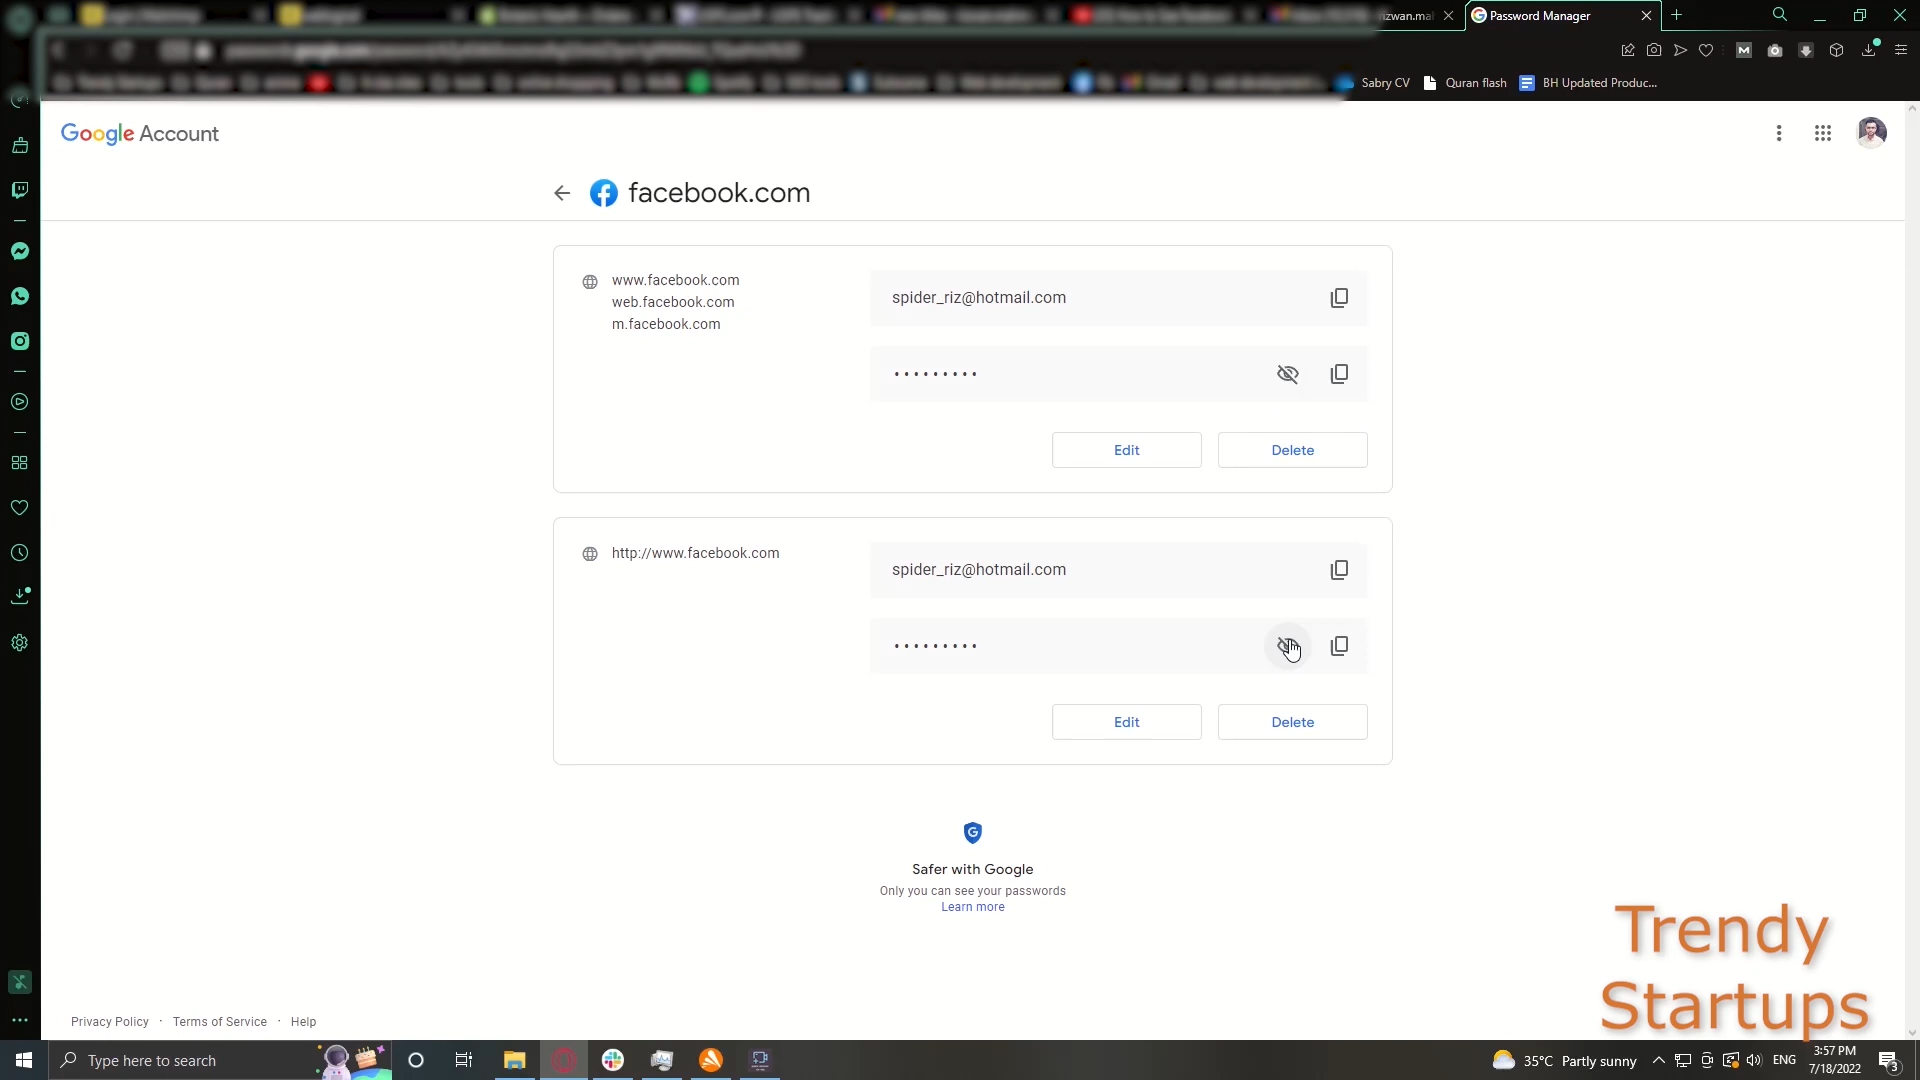 rizwan.mal
Password Manager
Sabry CV
Quran flash
BH Updated Produc...
Google Account
facebook.com
www.facebook.com
web.facebook.com
m.facebook.com
spider_riz@hotmail.com
Edit
Delete
http://www.facebook.com
spider_riz@hotmail.com
Edit
Delete
Safer with Google
Only you can see your passwords
Learn more
Trendy
Startups
Privacy Policy · Terms of Service · Help
Type here to search
35°C Partly sunny
ENG
3:57 PM
7/18/2022
3